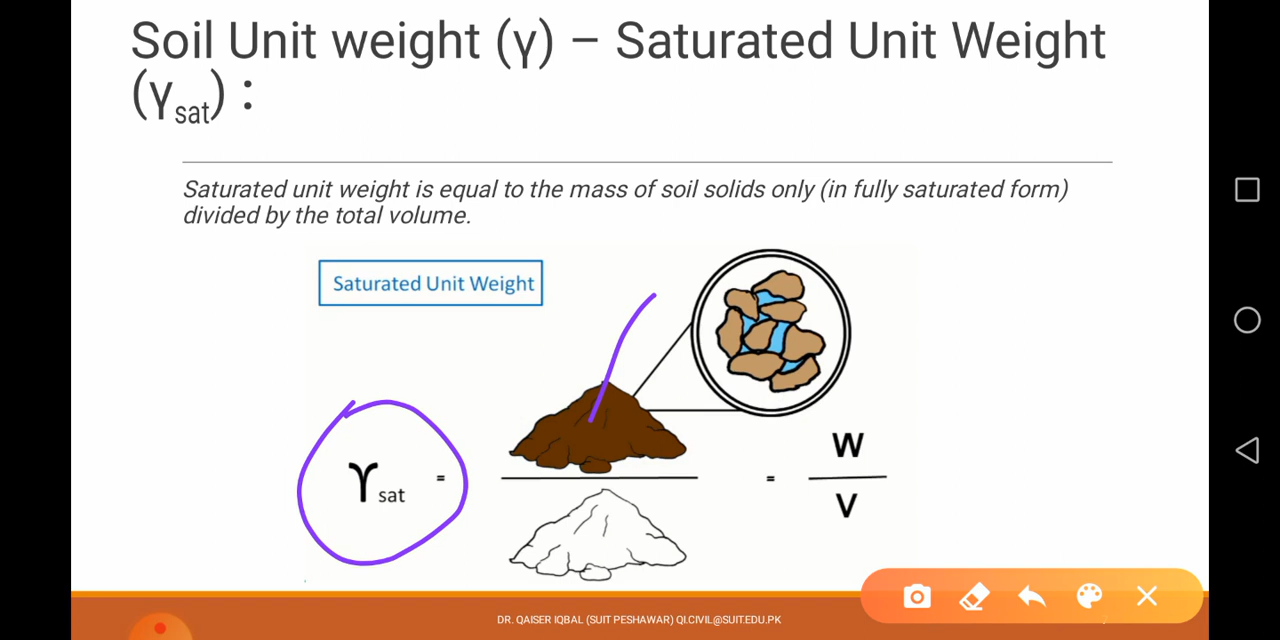 Soil Unit weight (γ) – Saturated Unit Weight
(γsat) :
Saturated unit weight is equal to the mass of soil solids only (in fully saturated form)
divided by the total volume.
Saturated Unit Weight
γsat = = W
V
DR. QAISER IQBAL (SUIT PESHAWAR) QI.CIVIL@SUIT.EDU.PK